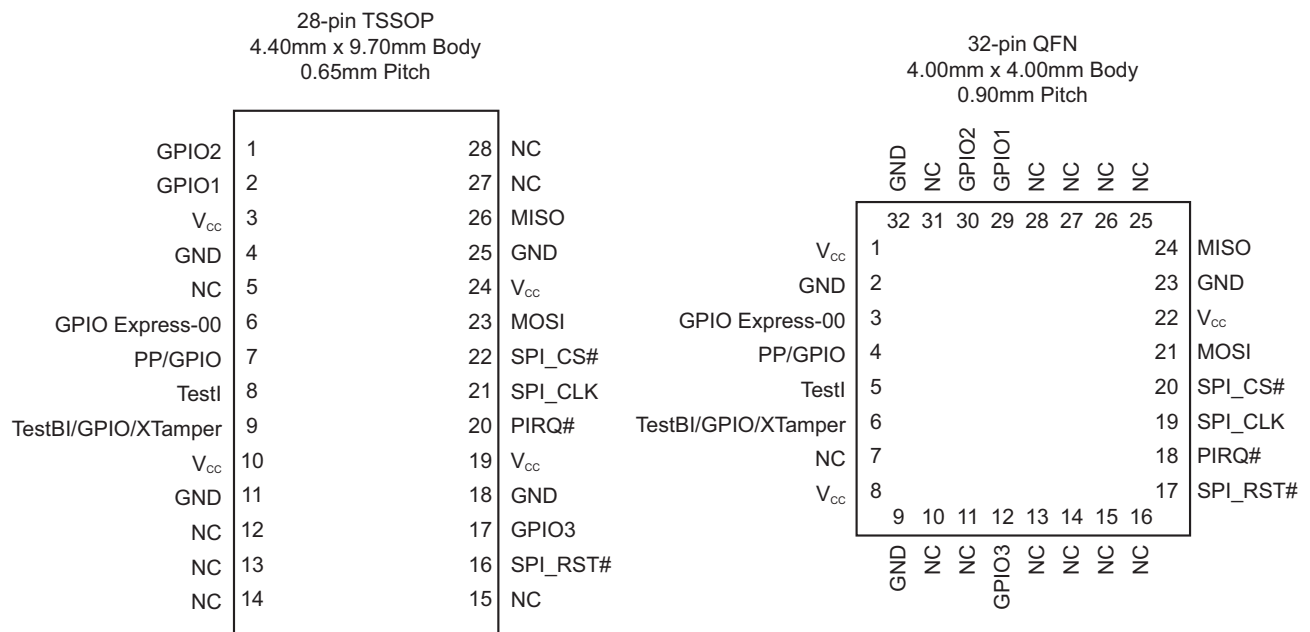 28-pin TSSOP
4.40mm x 9.70mm Body
0.65mm Pitch
GPIO2 1 28 NC
GPIO1 2 27 NC
Vcc 3 26 MISO
GND 4 25 GND
NC 5 24 Vcc
GPIO Express-00 6 23 MOSI
PP/GPIO 7 22 SPI_CS#
TestI 8 21 SPI_CLK
TestBI/GPIO/XTamper 9 20 PIRQ#
Vcc 10 19 Vcc
GND 11 18 GND
NC 12 17 GPIO3
NC 13 16 SPI_RST#
NC 14 15 NC
32-pin QFN
4.00mm x 4.00mm Body
0.90mm Pitch
GND NC GPIO2 GPIO1 NC NC NC NC
32 31 30 29 28 27 26 25
Vcc 1 24 MISO
GND 2 23 GND
GPIO Express-00 3 22 Vcc
PP/GPIO 4 21 MOSI
TestI 5 20 SPI_CS#
TestBI/GPIO/XTamper 6 19 SPI_CLK
NC 7 18 PIRQ#
Vcc 8 17 SPI_RST#
9 10 11 12 13 14 15 16
GND NC NC GPIO3 NC NC NC NC